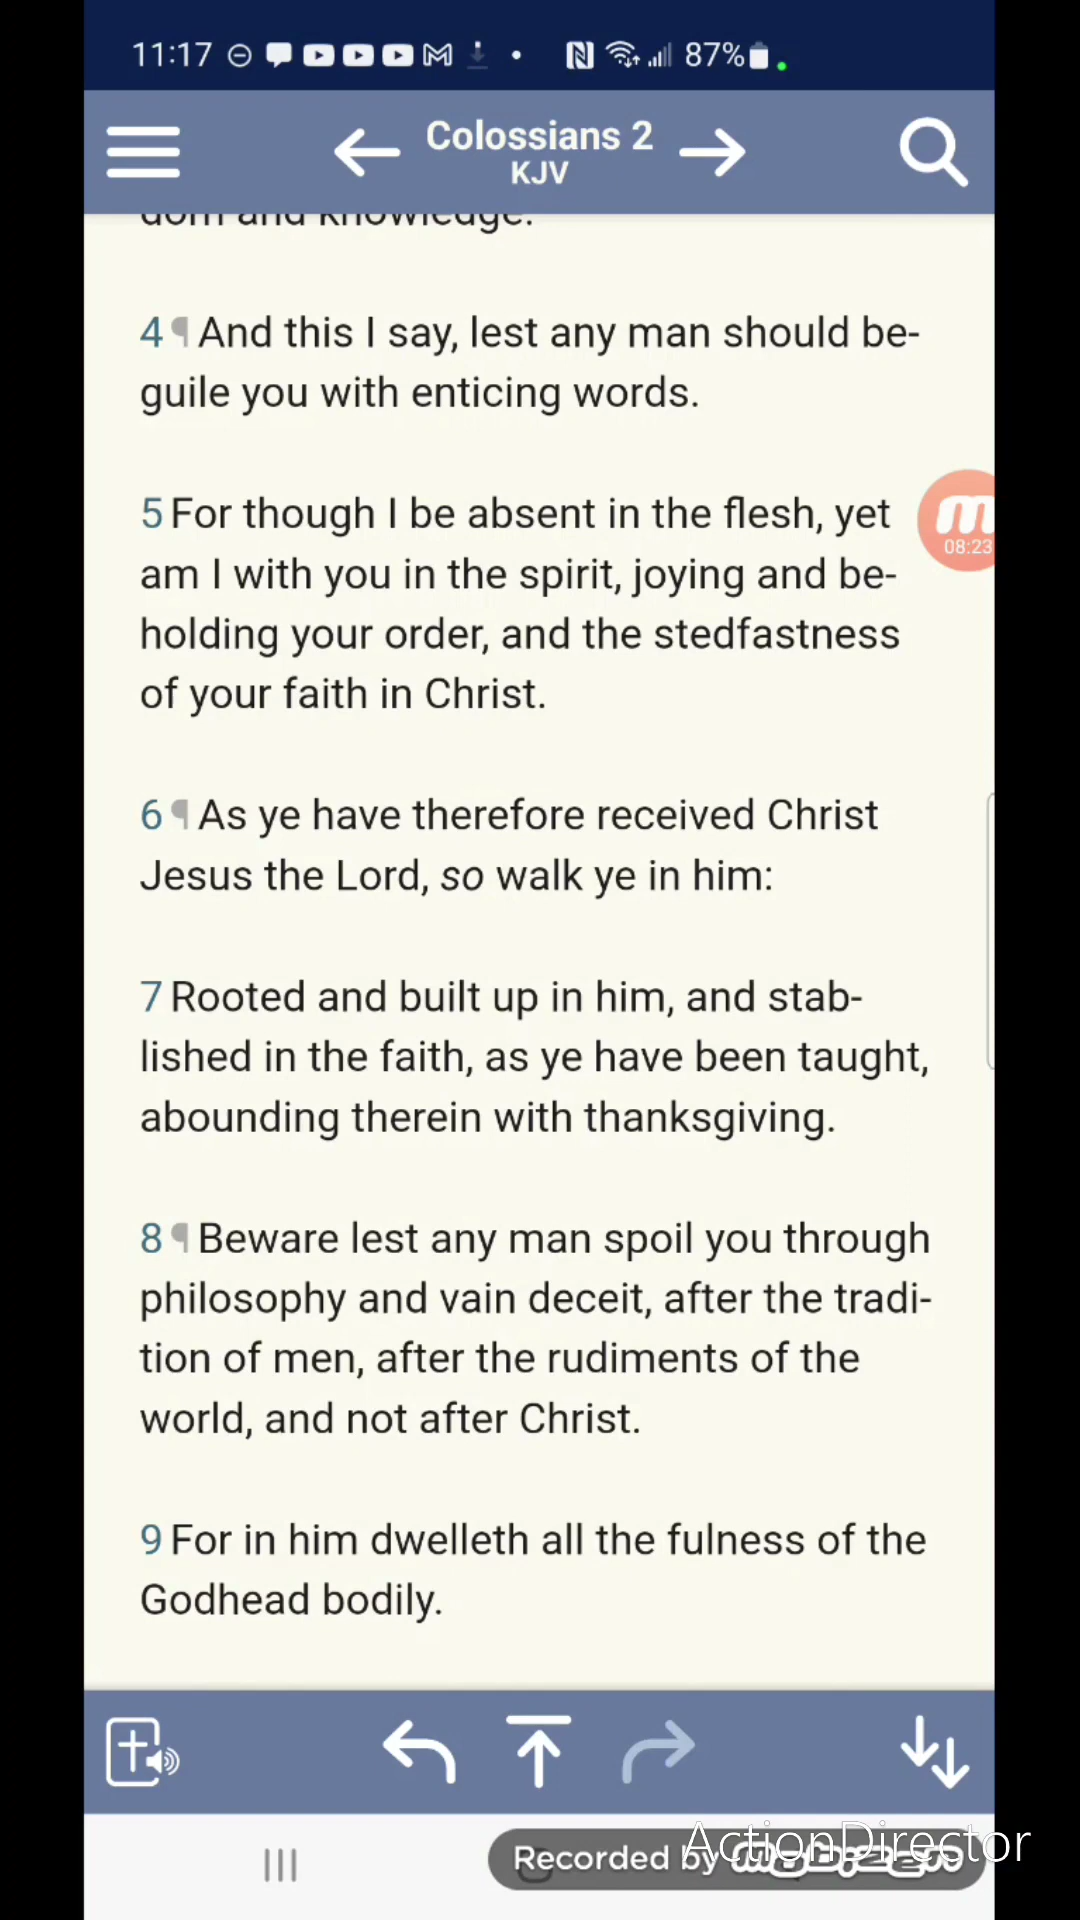 11:17
87%
Colossians 2
KJV
dom and knowledge.
4 ¶ And this I say, lest any man should be-
guile you with enticing words.
5 For though I be absent in the flesh, yet
am I with you in the spirit, joying and be-
holding your order, and the stedfastness
of your faith in Christ.
08:23
6 ¶ As ye have therefore received Christ
Jesus the Lord, so walk ye in him:
7 Rooted and built up in him, and stab-
lished in the faith, as ye have been taught,
abounding therein with thanksgiving.
8 ¶ Beware lest any man spoil you through
philosophy and vain deceit, after the tradi-
tion of men, after the rudiments of the
world, and not after Christ.
9 For in him dwelleth all the fulness of the
Godhead bodily.
ActionDirector
Recorded by